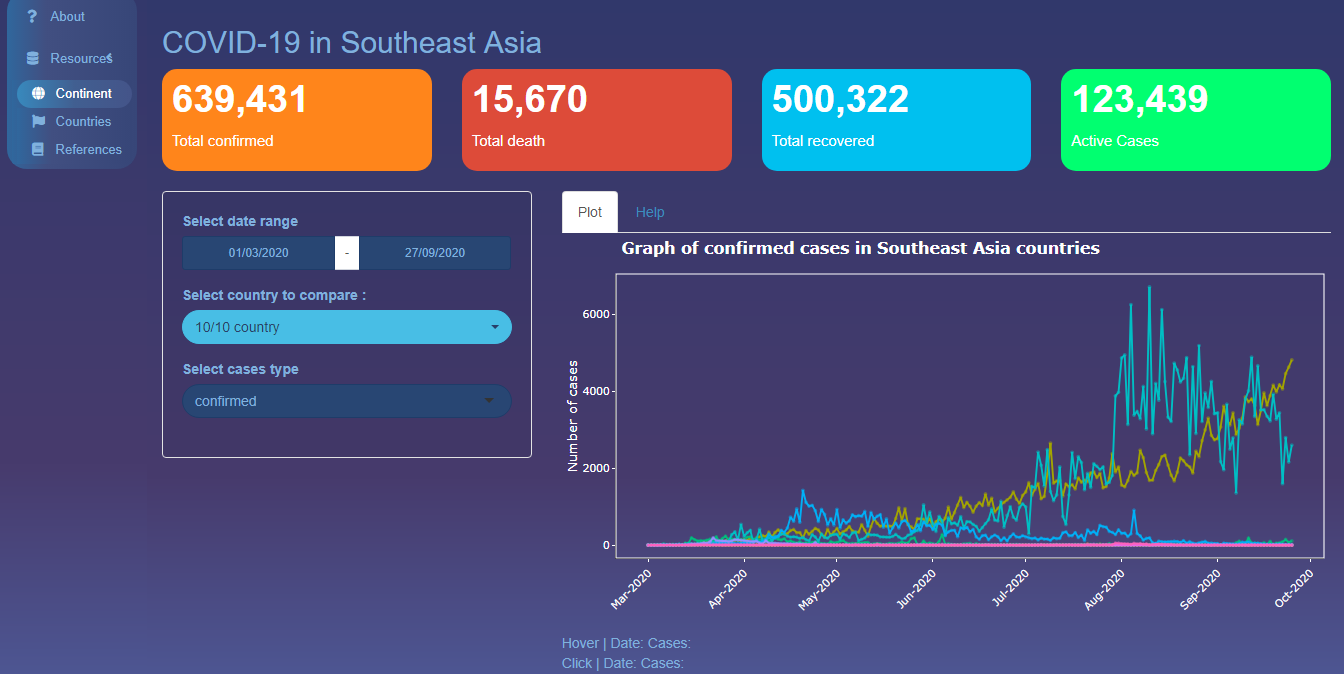 ? About
Resource$
Continent
Countries
References
COVID-19 in Southeast Asia
639,431
Total confirmed
15,670
Total death
500,322
Total recovered
123,439
Active Cases
Select date range
01/03/2020 - 27/09/2020
Select country to compare :
10/10 country
Select cases type
confirmed
Plot Help
Graph of confirmed cases in Southeast Asia countries
Number of cases
6000
4000
2000
0
Mar-2020 Apr-2020 May-2020 Jun-2020 Jul-2020 Aug-2020 Sep-2020 Oct-2020
Hover | Date: Cases:
Click | Date: Cases: